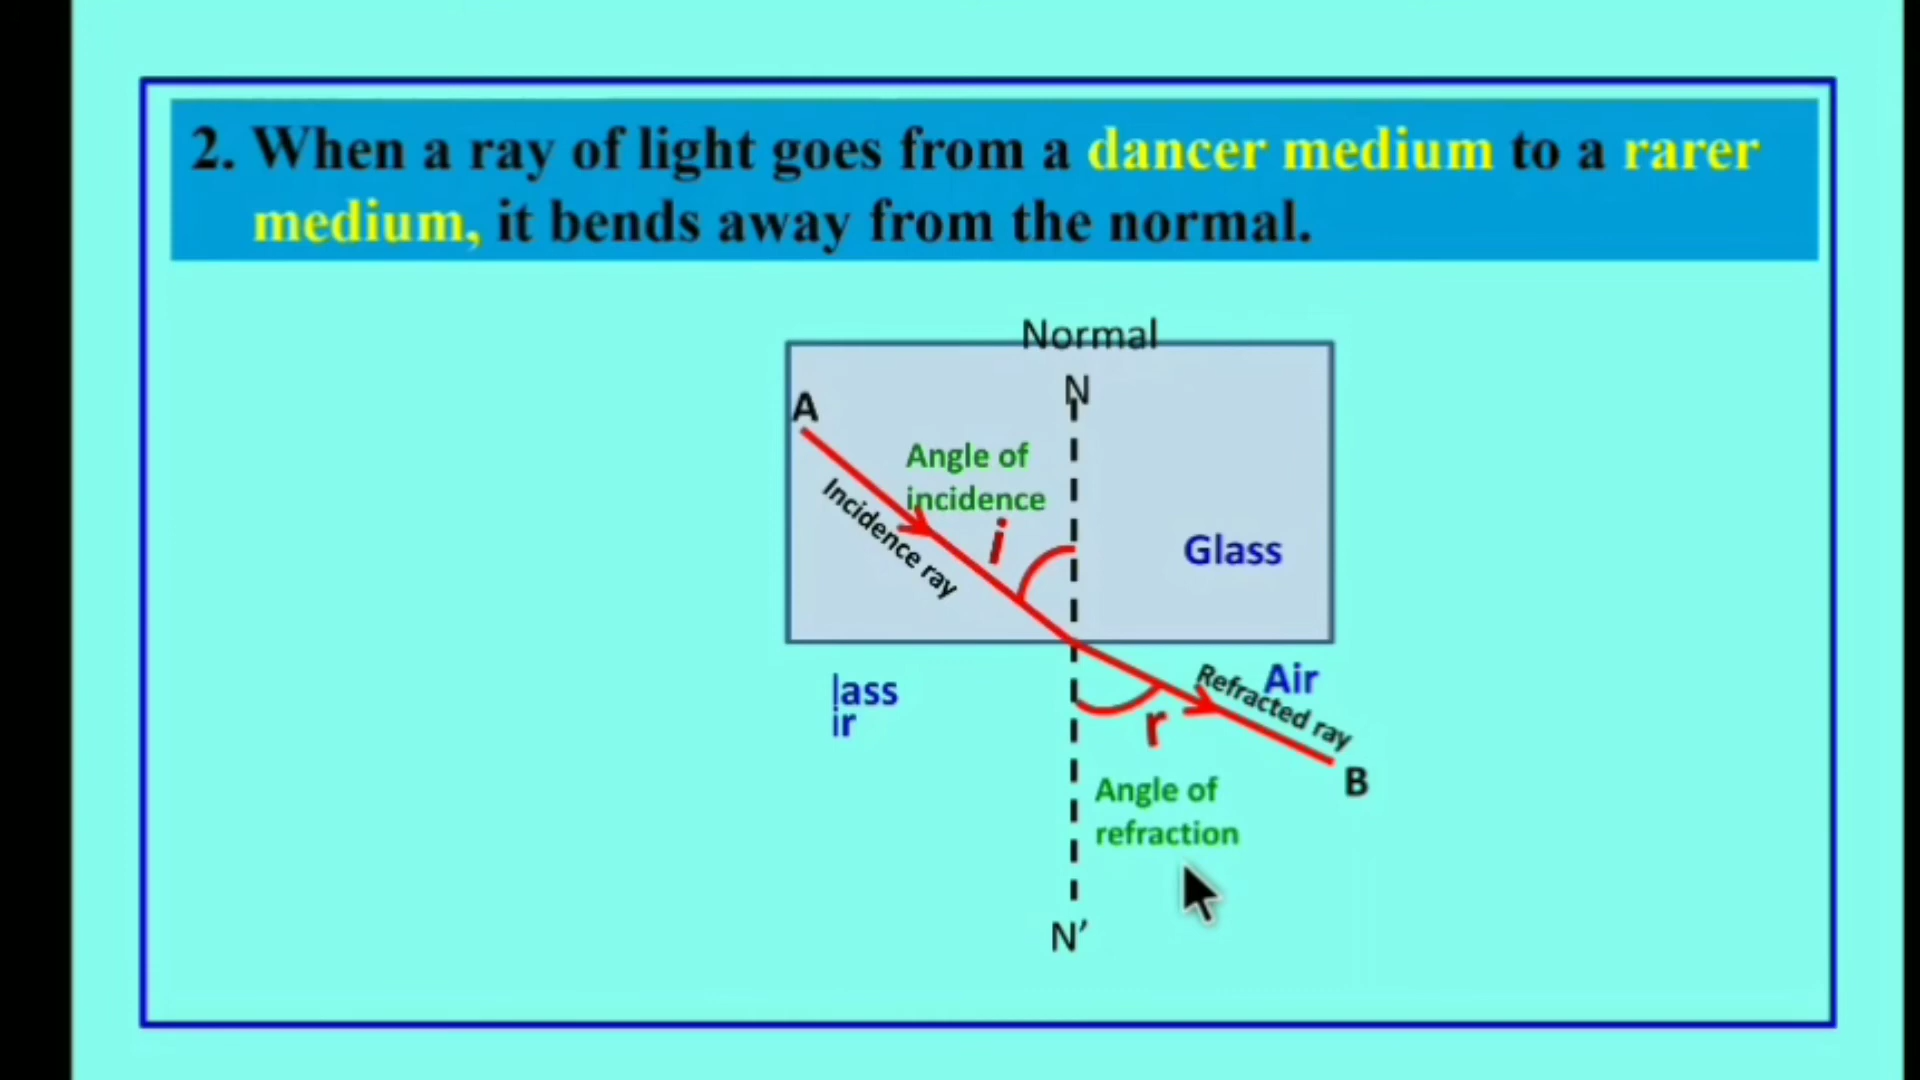 2. When a ray of light goes from a dancer medium to a rarer
medium, it bends away from the normal.
Normal
N
A
Angle of
incidence
i
Incidence ray
Glass
lass
ir
Air
Refracted ray
r
B
Angle of
refraction
N’